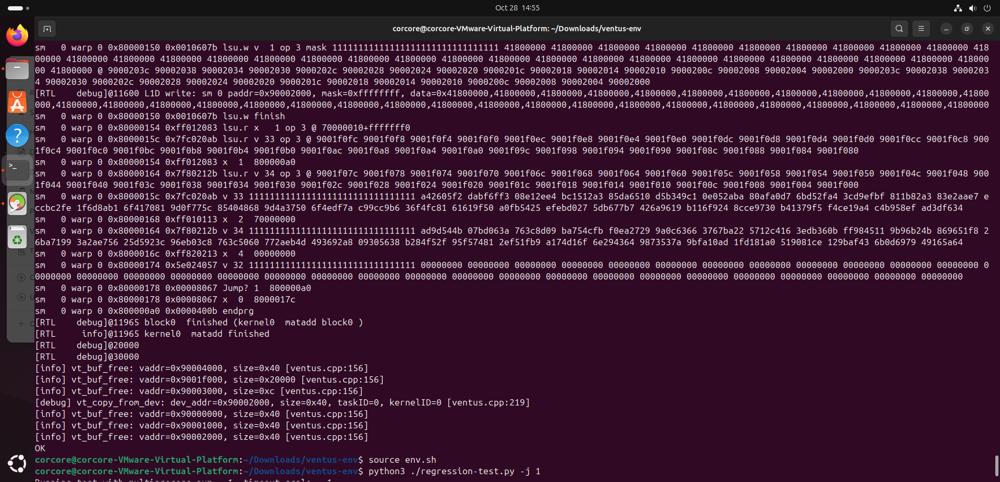 Oct 28 14:55
corcore@corcore-VMware-Virtual-Platform: ~/Downloads/ventus-env
sm   0 warp 0 0x80000150 0x0010607b lsu.w v  1 op 3 mask 11111111111111111111111111111111 41800000 41800000 41800000 41800000 41800000 41800000 41800000 41800000 41800000 41800000 418
00000 41800000 41800000 41800000 41800000 41800000 41800000 41800000 41800000 41800000 41800000 41800000 41800000 41800000 41800000 41800000 41800000 41800000 41800000 41800000 418000
00 41800000 @ 9000203c 90002038 90002034 90002030 9000202c 90002028 90002024 90002020 9000201c 90002018 90002014 90002010 9000200c 90002008 90002004 90002000 9000203c 90002038 9000203
4 90002030 9000202c 90002028 90002024 90002020 9000201c 90002018 90002014 90002010 9000200c 90002008 90002004 90002000
[RTL    debug]@11600 L1D write: sm 0 paddr=0x90002000, mask=0xffffffff, data=0x41800000,41800000,41800000,41800000,41800000,41800000,41800000,41800000,41800000,41800000,41800000,41800
000,41800000,41800000,41800000,41800000,41800000,41800000,41800000,41800000,41800000,41800000,41800000,41800000,41800000,41800000,41800000,41800000,41800000,41800000,41800000,41800000
sm   0 warp 0 0x80000150 0x0010607b lsu.w finish
sm   0 warp 0 0x80000154 0xff012083 lsu.r x   1 op 3 @ 70000010+fffffff0
sm   0 warp 0 0x8000015c 0x7fc020ab lsu.r v 33 op 3 @ 9001f0fc 9001f0f8 9001f0f4 9001f0f0 9001f0ec 9001f0e8 9001f0e4 9001f0e0 9001f0dc 9001f0d8 9001f0d4 9001f0d0 9001f0cc 9001f0c8 900
1f0c4 9001f0c0 9001f0bc 9001f0b8 9001f0b4 9001f0b0 9001f0ac 9001f0a8 9001f0a4 9001f0a0 9001f09c 9001f098 9001f094 9001f090 9001f08c 9001f088 9001f084 9001f080
sm   0 warp 0 0x80000154 0xff012083 x  1  800000a0
sm   0 warp 0 0x80000164 0x7f80212b lsu.r v 34 op 3 @ 9001f07c 9001f078 9001f074 9001f070 9001f06c 9001f068 9001f064 9001f060 9001f05c 9001f058 9001f054 9001f050 9001f04c 9001f048 900
1f044 9001f040 9001f03c 9001f038 9001f034 9001f030 9001f02c 9001f028 9001f024 9001f020 9001f01c 9001f018 9001f014 9001f010 9001f00c 9001f008 9001f004 9001f000
sm   0 warp 0 0x8000015c 0x7fc020ab v 33 11111111111111111111111111111111 a42605f2 dabf6ff3 08e12ee4 bc1512a3 85da6510 d5b349c1 0e052aba 80afa0d7 6bd52fa4 3cd9efbf 811b82a3 83e2aae7 e
ccbc2fe 1f6d8ab1 6f417081 9d0f775c 85404868 9d4a3750 6f4edf7a c99cc9b6 36f4fc81 61619f50 a0fb5425 efebd027 5db677b7 426a9619 b116f924 8cce9730 b41379f5 f4ce19a4 c4b958ef ad3df634
sm   0 warp 0 0x80000168 0xff010113 x  2  70000000
sm   0 warp 0 0x80000164 0x7f80212b v 34 11111111111111111111111111111111 ad9d544b 07bd063a 763c8d09 ba754cfb f0ea2729 9a0c6366 3767ba22 5712c416 3edb360b ff984511 9b96b24b 869651f8 2
6ba7199 3a2ae756 25d5923c 96eb03c8 763c5060 772aeb4d 493692a8 09305638 b284f52f 95f57481 2ef51fb9 a174d16f 6e294364 9873537a 9bfa10ad 1fd181a0 519081ce 129baf43 6b0d6979 49165a64
sm   0 warp 0 0x8000016c 0xff820213 x  4  00000000
sm   0 warp 0 0x80000174 0x5e024057 v 32 11111111111111111111111111111111 00000000 00000000 00000000 00000000 00000000 00000000 00000000 00000000 00000000 00000000 00000000 00000000 0
0000000 00000000 00000000 00000000 00000000 00000000 00000000 00000000 00000000 00000000 00000000 00000000 00000000 00000000 00000000 00000000 00000000 00000000 00000000 00000000
sm   0 warp 0 0x80000178 0x00008067 Jump? 1  800000a0
sm   0 warp 0 0x80000178 0x00008067 x  0  8000017c
sm   0 warp 0 0x800000a0 0x0000400b endprg
[RTL    debug]@11965 block0  finished (kernel0  matadd block0 )
[RTL     info]@11965 kernel0  matadd finished
[RTL    debug]@20000
[RTL    debug]@30000
[info] vt_buf_free: vaddr=0x90004000, size=0x40 [ventus.cpp:156]
[info] vt_buf_free: vaddr=0x9001f000, size=0x20000 [ventus.cpp:156]
[info] vt_buf_free: vaddr=0x90003000, size=0xc [ventus.cpp:156]
[debug] vt_copy_from_dev: dev_addr=0x90002000, size=0x40, taskID=0, kernelID=0 [ventus.cpp:219]
[info] vt_buf_free: vaddr=0x90000000, size=0x40 [ventus.cpp:156]
[info] vt_buf_free: vaddr=0x90001000, size=0x40 [ventus.cpp:156]
[info] vt_buf_free: vaddr=0x90002000, size=0x40 [ventus.cpp:156]
OK
corcore@corcore-VMware-Virtual-Platform:~/Downloads/ventus-env$ source env.sh
corcore@corcore-VMware-Virtual-Platform:~/Downloads/ventus-env$ python3 ./regression-test.py -j 1